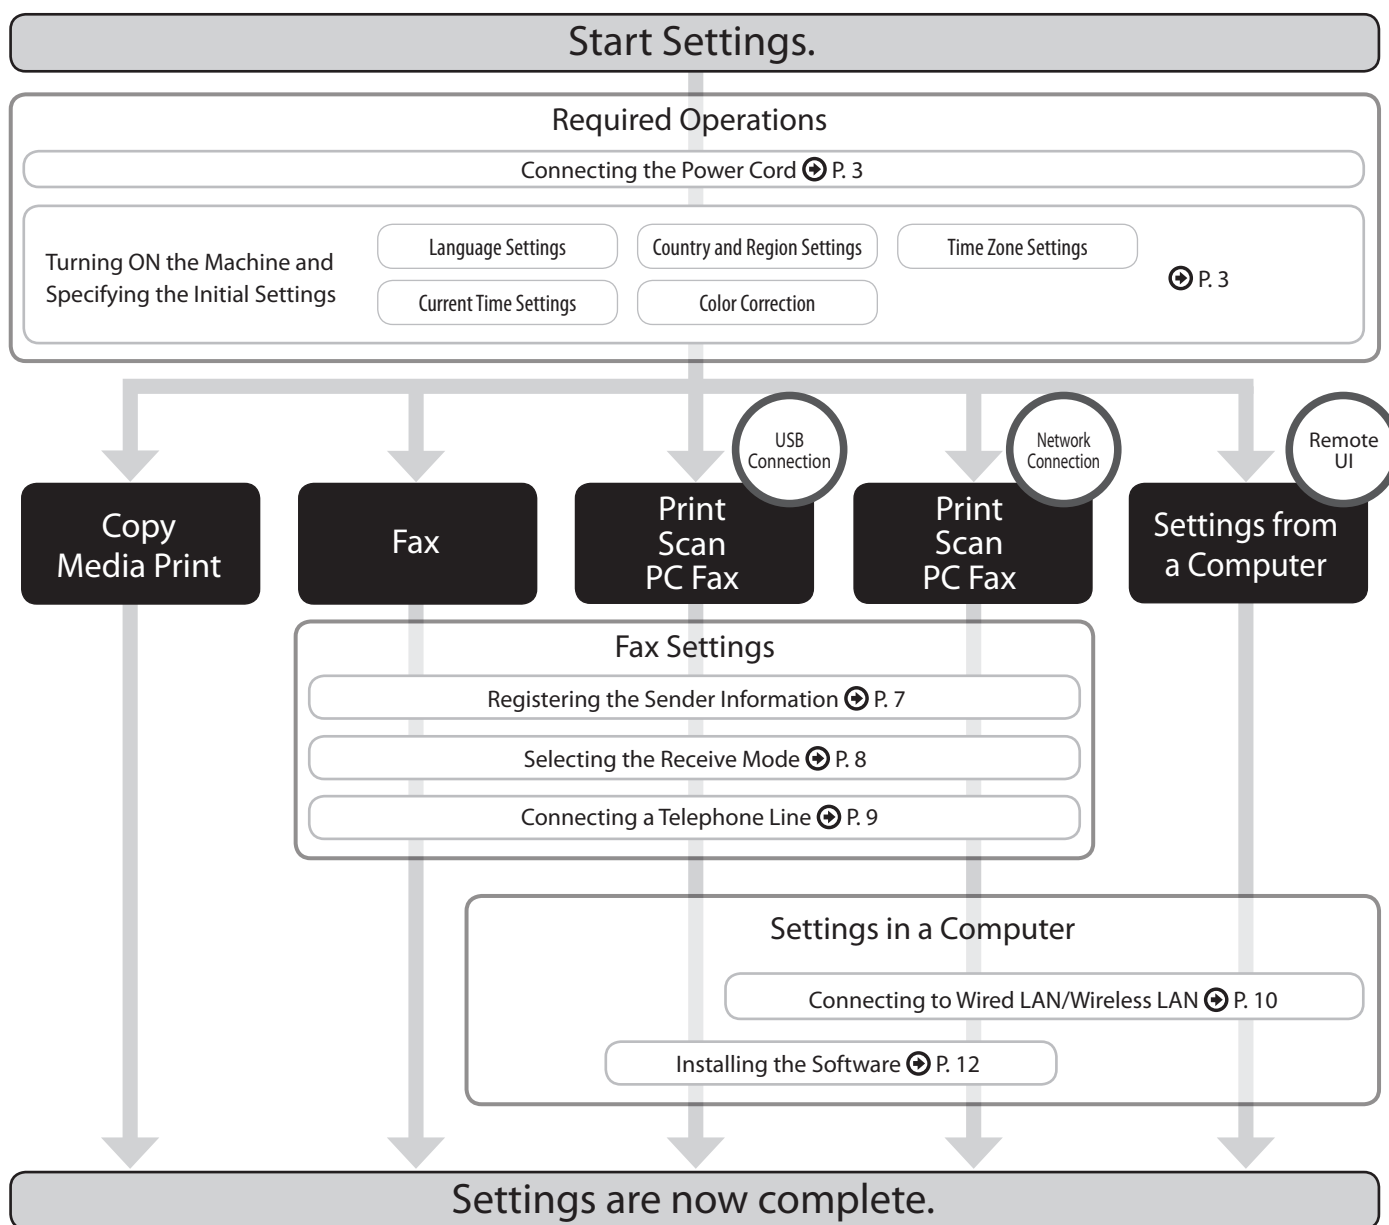 Start Settings.
Required Operations
Connecting the Power Cord P. 3
Turning ON the Machine and
Specifying the Initial Settings
Language Settings
Country and Region Settings
Time Zone Settings
Current Time Settings
Color Correction
P. 3
USB
Connection
Network
Connection
Remote
UI
Copy
Media Print
Fax
Print
Scan
PC Fax
Print
Scan
PC Fax
Settings from
a Computer
Fax Settings
Registering the Sender Information P. 7
Selecting the Receive Mode P. 8
Connecting a Telephone Line P. 9
Settings in a Computer
Connecting to Wired LAN/Wireless LAN P. 10
Installing the Software P. 12
Settings are now complete.